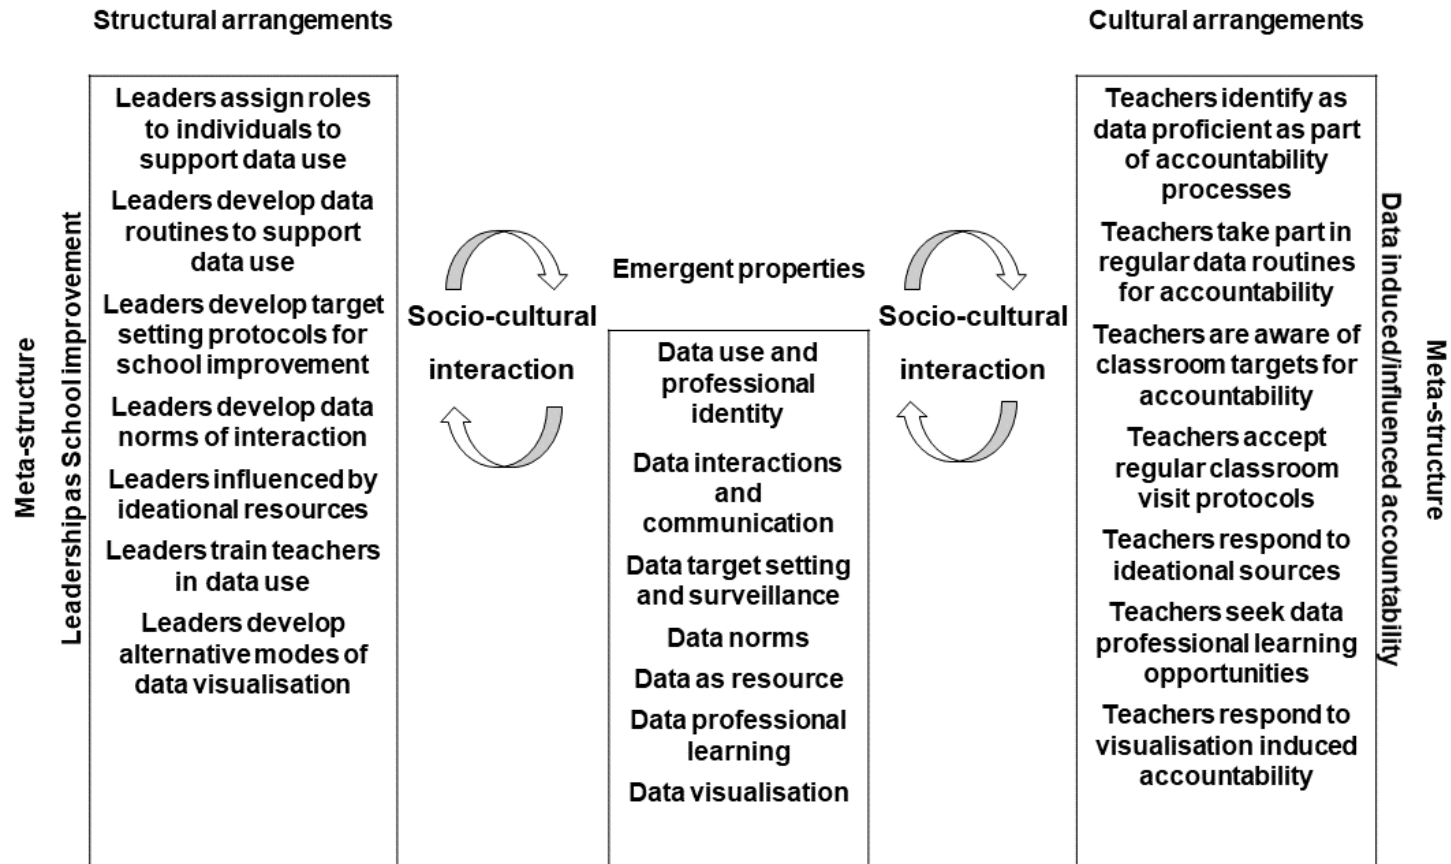 Structural arrangements
Cultural arrangements
Meta-structure
Leadership as School improvement
Leaders assign roles
to individuals to
support data use
Leaders develop data
routines to support
data use
Leaders develop target
setting protocols for
school improvement
Leaders develop data
norms of interaction
Leaders influenced by
ideational resources
Leaders train teachers
in data use
Leaders develop
alternative modes of
data visualisation
Socio-cultural
interaction
Emergent properties
Data use and
professional
identity
Data interactions
and
communication
Data target setting
and surveillance
Data norms
Data as resource
Data professional
learning
Data visualisation
Socio-cultural
interaction
Teachers identify as
data proficient as part
of accountability
processes
Teachers take part in
regular data routines
for accountability
Teachers are aware of
classroom targets for
accountability
Teachers accept
regular classroom
visit protocols
Teachers respond to
ideational sources
Teachers seek data
professional learning
opportunities
Teachers respond to
visualisation induced
accountability
Data induced/influenced accountability
Meta-structure